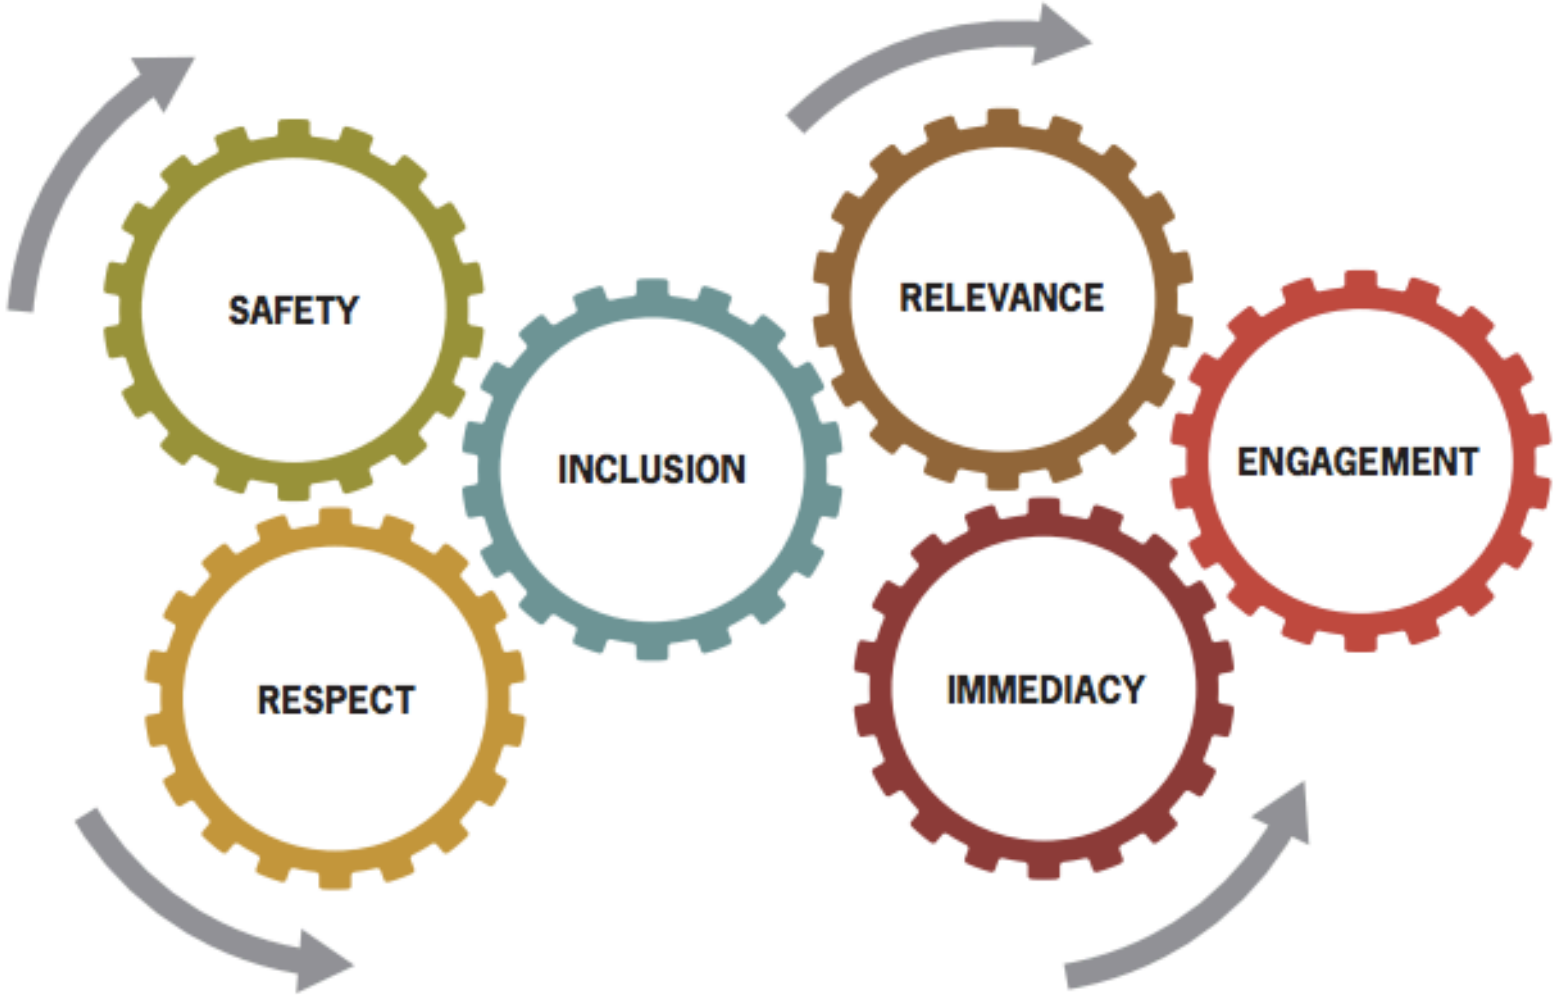 SAFETY
RESPECT
INCLUSION
RELEVANCE
IMMEDIACY
ENGAGEMENT